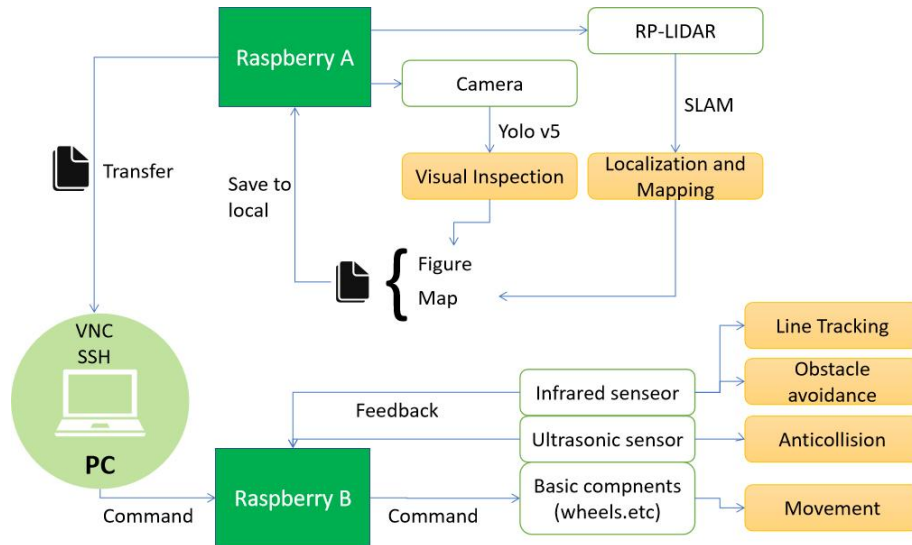 Raspberry A
RP-LIDAR
Camera
SLAM
Yolo v5
Transfer
Save to
local
Visual Inspection
Localization and
Mapping
Figure
Map
VNC
SSH
PC
Line Tracking
Infrared senseor
Obstacle
avoidance
Feedback
Ultrasonic sensor
Anticollision
Raspberry B
Basic compnents
(wheels.etc)
Movement
Command
Command